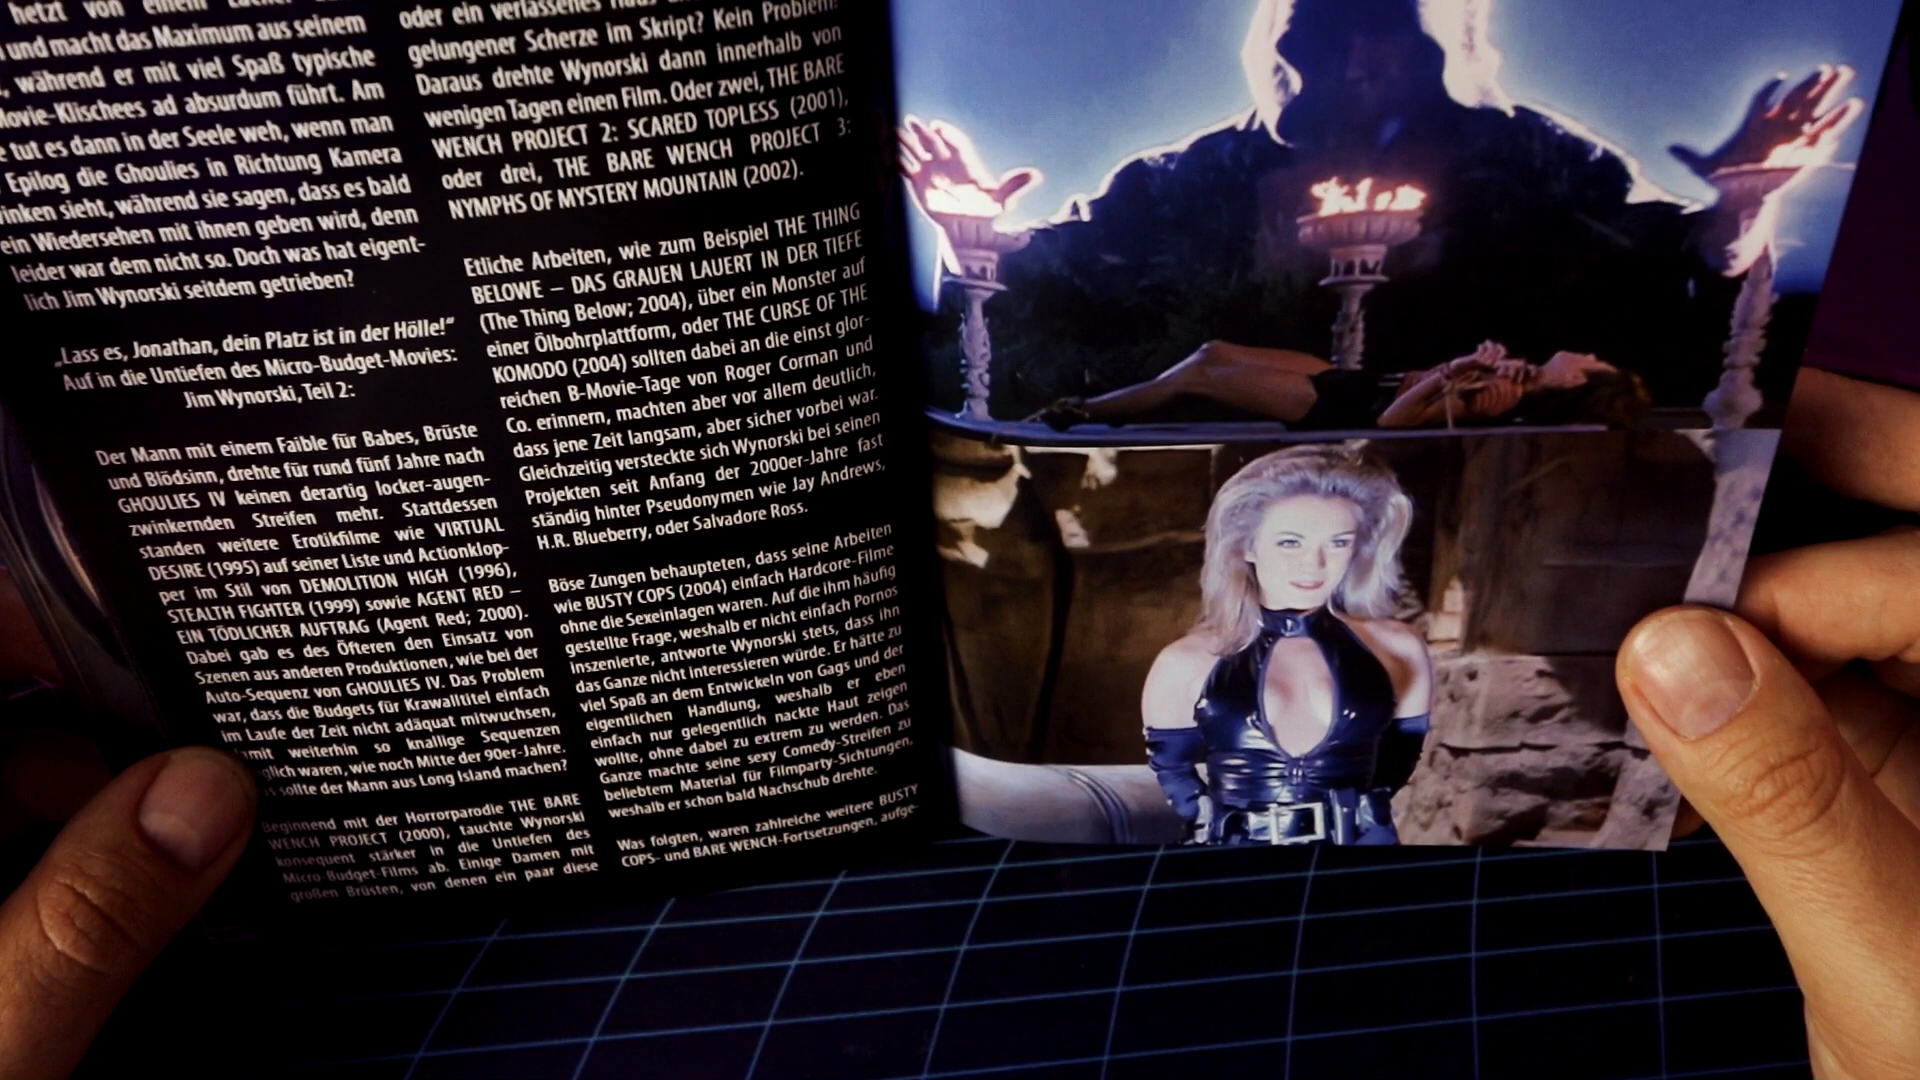 hetzt von einem
und macht das Maximum aus seinem
, während er mit viel Spaß typische
Movie-Klischees ad absurdum führt. Am
tut es dann in der Seele weh, wenn man
Epilog die Ghoulies in Richtung Kamera
winken sieht, während sie sagen, dass es bald
ein Wiedersehen mit ihnen geben wird, denn
leider war dem nicht so. Doch was hat eigent-
lich Jim Wynorski seitdem getrieben?
„Lass es, Jonathan, dein Platz ist in der Hölle!“
Auf in die Untiefen des Micro-Budget-Movies:
Jim Wynorski, Teil 2:
Der Mann mit einem Faible für Babes, Brüste
und Blödsinn, drehte für rund fünf Jahre nach
GHOULIES IV keinen derartig locker-augen-
zwinkernden Streifen mehr. Stattdessen
standen weitere Erotikfilme wie VIRTUAL
DESIRE (1995) auf seiner Liste und Actionklop-
per im Stil von DEMOLITION HIGH (1996),
STEALTH FIGHTER (1999) sowie AGENT RED –
EIN TÖDLICHER AUFTRAG (Agent Red; 2000).
Dabei gab es des Öfteren den Einsatz von
Szenen aus anderen Produktionen, wie bei der
Auto-Sequenz von GHOULIES IV. Das Problem
war, dass die Budgets für Krawalltitel einfach
im Laufe der Zeit nicht adäquat mitwuchsen,
damit weiterhin so knallige Sequenzen
glich waren, wie noch Mitte der 90er-Jahre.
sollte der Mann aus Long Island machen?
Beginnend mit der Horrorparodie THE BARE
WENCH PROJECT (2000), tauchte Wynorski
konsequent stärker in die Untiefen des
Micro-Budget-Films ab. Einige Damen mit
großen Brüsten, von denen ein paar diese
oder ein verlassenes
gelungener Scherze im Skript? Kein Problem!
Daraus drehte Wynorski dann innerhalb von
wenigen Tagen einen Film. Oder zwei, THE BARE
WENCH PROJECT 2: SCARED TOPLESS (2001),
oder drei, THE BARE WENCH PROJECT 3:
NYMPHS OF MYSTERY MOUNTAIN (2002).
Etliche Arbeiten, wie zum Beispiel THE THING
BELOWE – DAS GRAUEN LAUERT IN DER TIEFE
(The Thing Below; 2004), über ein Monster auf
einer Ölbohrplattform, oder THE CURSE OF THE
KOMODO (2004) sollten dabei an die einst glor-
reichen B-Movie-Tage von Roger Corman und
Co. erinnern, machten aber vor allem deutlich,
dass jene Zeit langsam, aber sicher vorbei war.
Gleichzeitig versteckte sich Wynorski bei seinen
Projekten seit Anfang der 2000er-Jahre fast
ständig hinter Pseudonymen wie Jay Andrews,
H.R. Blueberry, oder Salvadore Ross.
Böse Zungen behaupteten, dass seine Arbeiten
wie BUSTY COPS (2004) einfach Hardcore-Filme
ohne die Sexeinlagen waren. Auf die ihm häufig
gestellte Frage, weshalb er nicht einfach Pornos
inszenierte, antworte Wynorski stets, dass ihn
das Ganze nicht interessieren würde. Er hätte zu
viel Spaß an dem Entwickeln von Gags und der
eigentlichen Handlung, weshalb er eben
einfach nur gelegentlich nackte Haut zeigen
wollte, ohne dabei zu extrem zu werden. Das
Ganze machte seine sexy Comedy-Streifen zu
beliebtem Material für Filmparty-Sichtungen,
weshalb er schon bald Nachschub drehte.
Was folgten, waren zahlreiche weitere BUSTY
COPS- und BARE WENCH-Fortsetzungen, aufge-